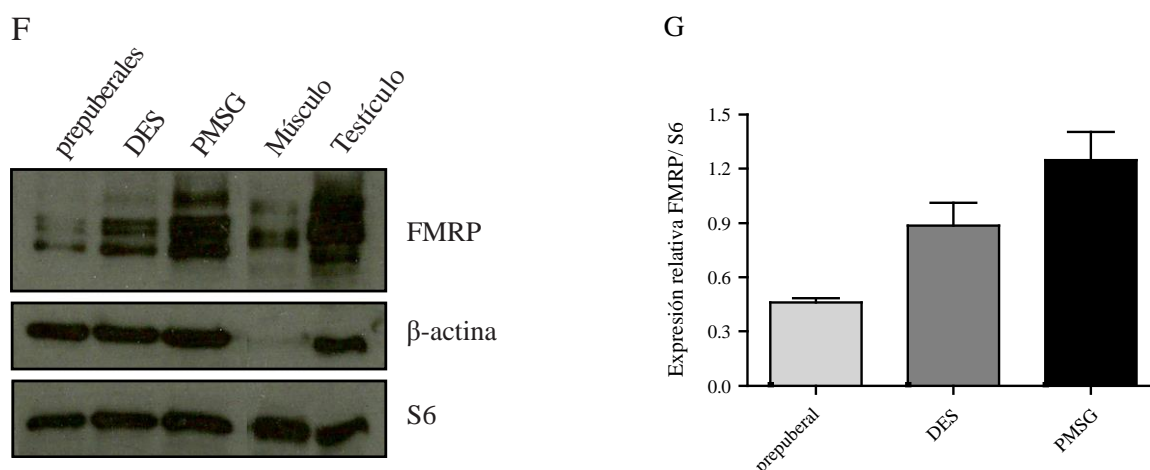 F
prepuberales
DES
PMSG
Músculo
Testículo
FMRP
β-actina
S6
G
Expresión relativa FMRP/ S6
1.5
1.2
0.9
0.6
0.3
0.0
prepuberal
DES
PMSG